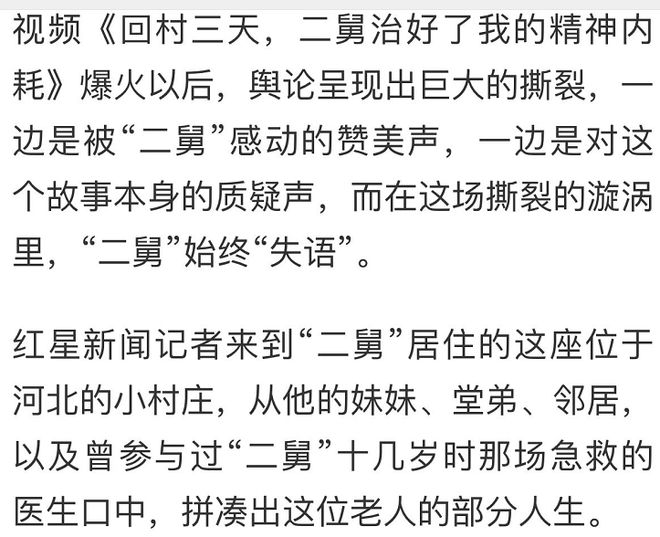 视频《回村三天，二舅治好了我的精神内
耗》爆火以后，舆论呈现出巨大的撕裂，一
边是被“二舅”感动的赞美声，一边是对这
个故事本身的质疑声，而在这场撕裂的漩涡
里，“二舅”始终“失语”。
红星新闻记者来到“二舅”居住的这座位于
河北的小村庄，从他的妹妹、堂弟、邻居，
以及曾参与过“二舅”十几岁时那场急救的
医生口中，拼凑出这位老人的部分人生。